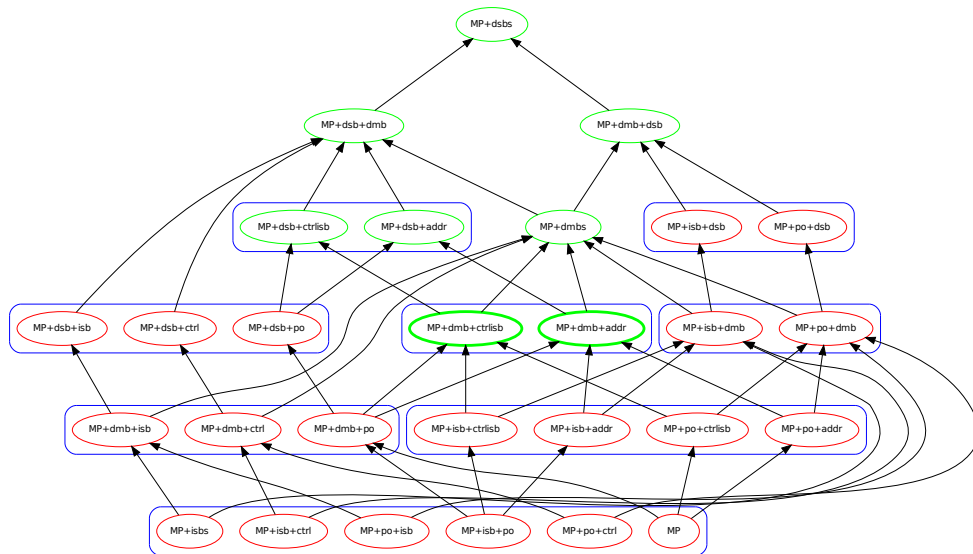 MP+dsbs
MP+dsb+dmb
MP+dmb+dsb
MP+dsb+ctrlisb
MP+dsb+addr
MP+dmbs
MP+isb+dsb
MP+po+dsb
MP+dsb+isb
MP+dsb+ctrl
MP+dsb+po
MP+dmb+ctrlisb
MP+dmb+addr
MP+isb+dmb
MP+po+dmb
MP+dmb+isb
MP+dmb+ctrl
MP+dmb+po
MP+isb+ctrlisb
MP+isb+addr
MP+po+ctrlisb
MP+po+addr
MP+isbs
MP+isb+ctrl
MP+po+isb
MP+isb+po
MP+po+ctrl
MP